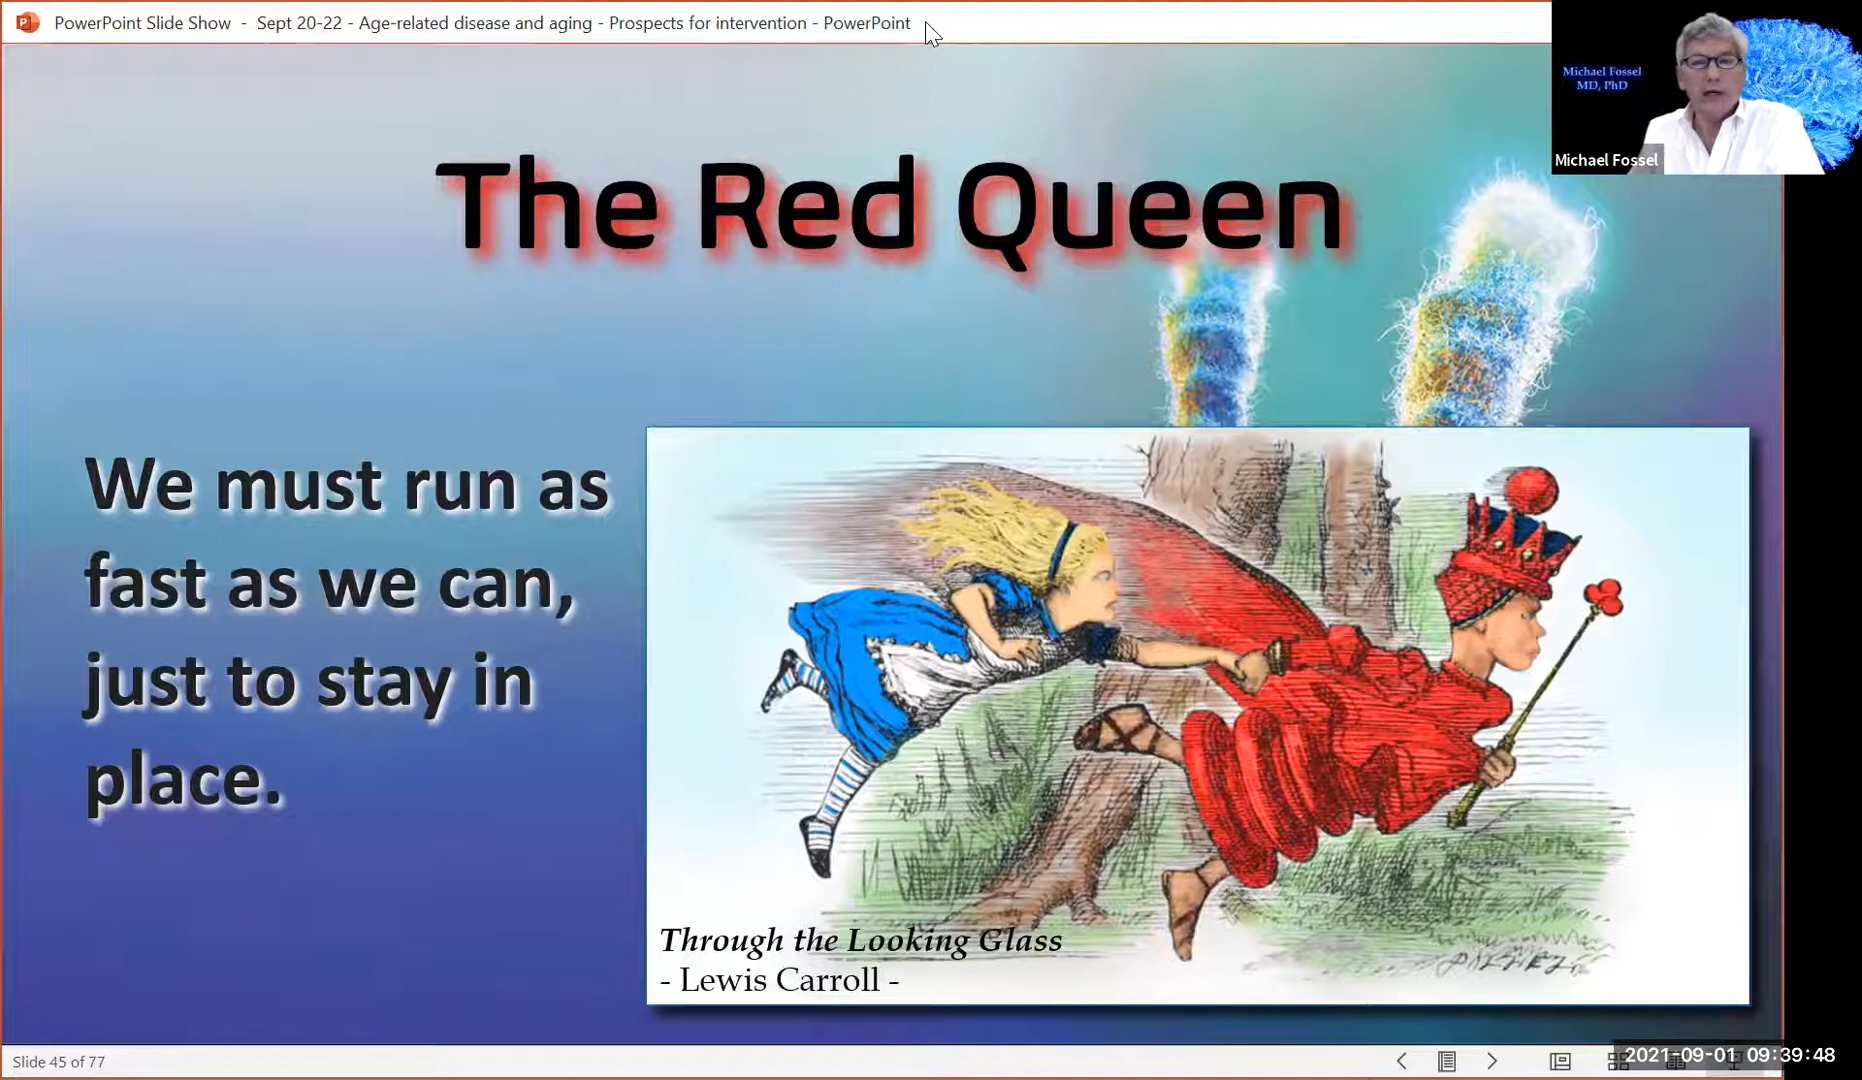 PowerPoint Slide Show - Sept 20-22 - Age-related disease and aging - Prospects for intervention - PowerPoint
Michael Fossel
MD, PhD
Michael Fossel
The Red Queen
We must run as
fast as we can,
just to stay in
place.
Through the Looking Glass
- Lewis Carroll -
Slide 45 of 77
2021-09-01 09:39:48